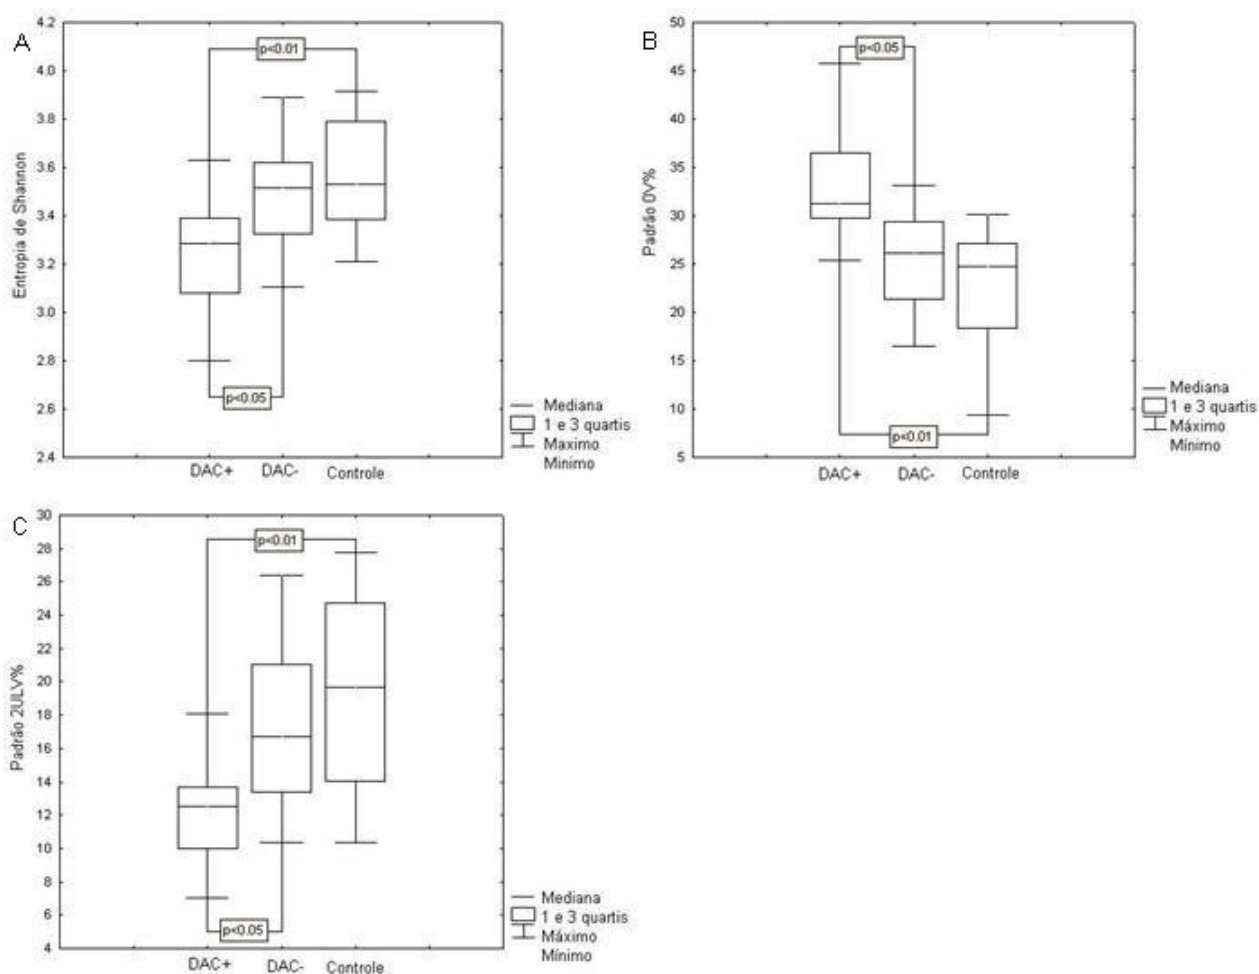 A
4.2
4.0
3.8
3.6
3.4
3.2
3.0
2.8
2.6
2.4
Entropia de Shannon
p<0.01
p<0.05
DAC+ DAC- Controle
Mediana
1 e 3 quartis
Maximo
Minimo
B
50
45
40
35
30
25
20
15
10
5
Padrão 0V%
p<0.05
p<0.01
DAC+ DAC- Controle
Mediana
1 e 3 quartis
Máximo
Mínimo
C
30
28
26
24
22
20
18
16
14
12
10
8
6
4
Padrão 2ULV%
p<0.01
p<0.05
DAC+ DAC- Controle
Mediana
1 e 3 quartis
Máximo
Mínimo